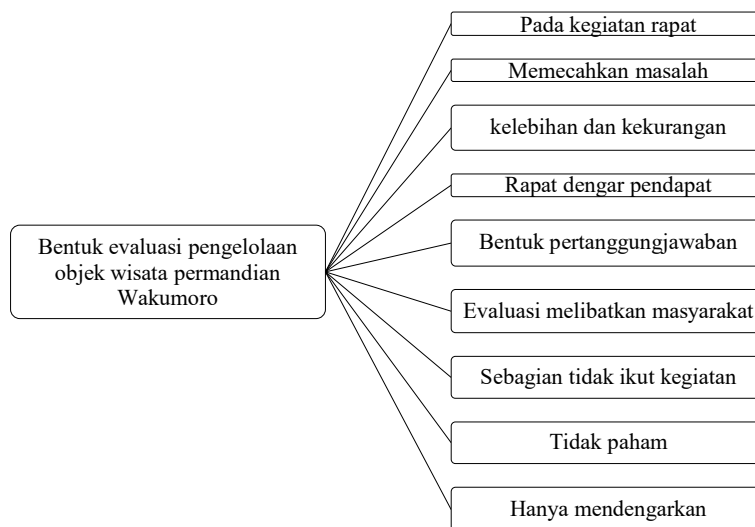 Pada kegiatan rapat
Memecahkan masalah
kelebihan dan kekurangan
Rapat dengar pendapat
Bentuk evaluasi pengelolaan
objek wisata permandian
Wakumoro
Bentuk pertanggungjawaban
Evaluasi melibatkan masyarakat
Sebagian tidak ikut kegiatan
Tidak paham
Hanya mendengarkan